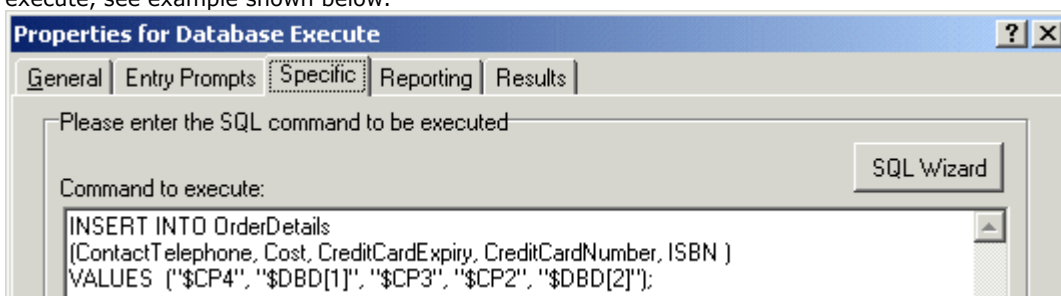 execute, see example shown below.
Properties for Database Execute ? X
General Entry Prompts Specific Reporting Results
Please enter the SQL command to be executed
SQL Wizard
Command to execute:
INSERT INTO OrderDetails
(ContactTelephone, Cost, CreditCardExpiry, CreditCardNumber, ISBN )
VALUES ("$CP4", "$DBD[1]", "$CP3", "$CP2", "$DBD[2]");